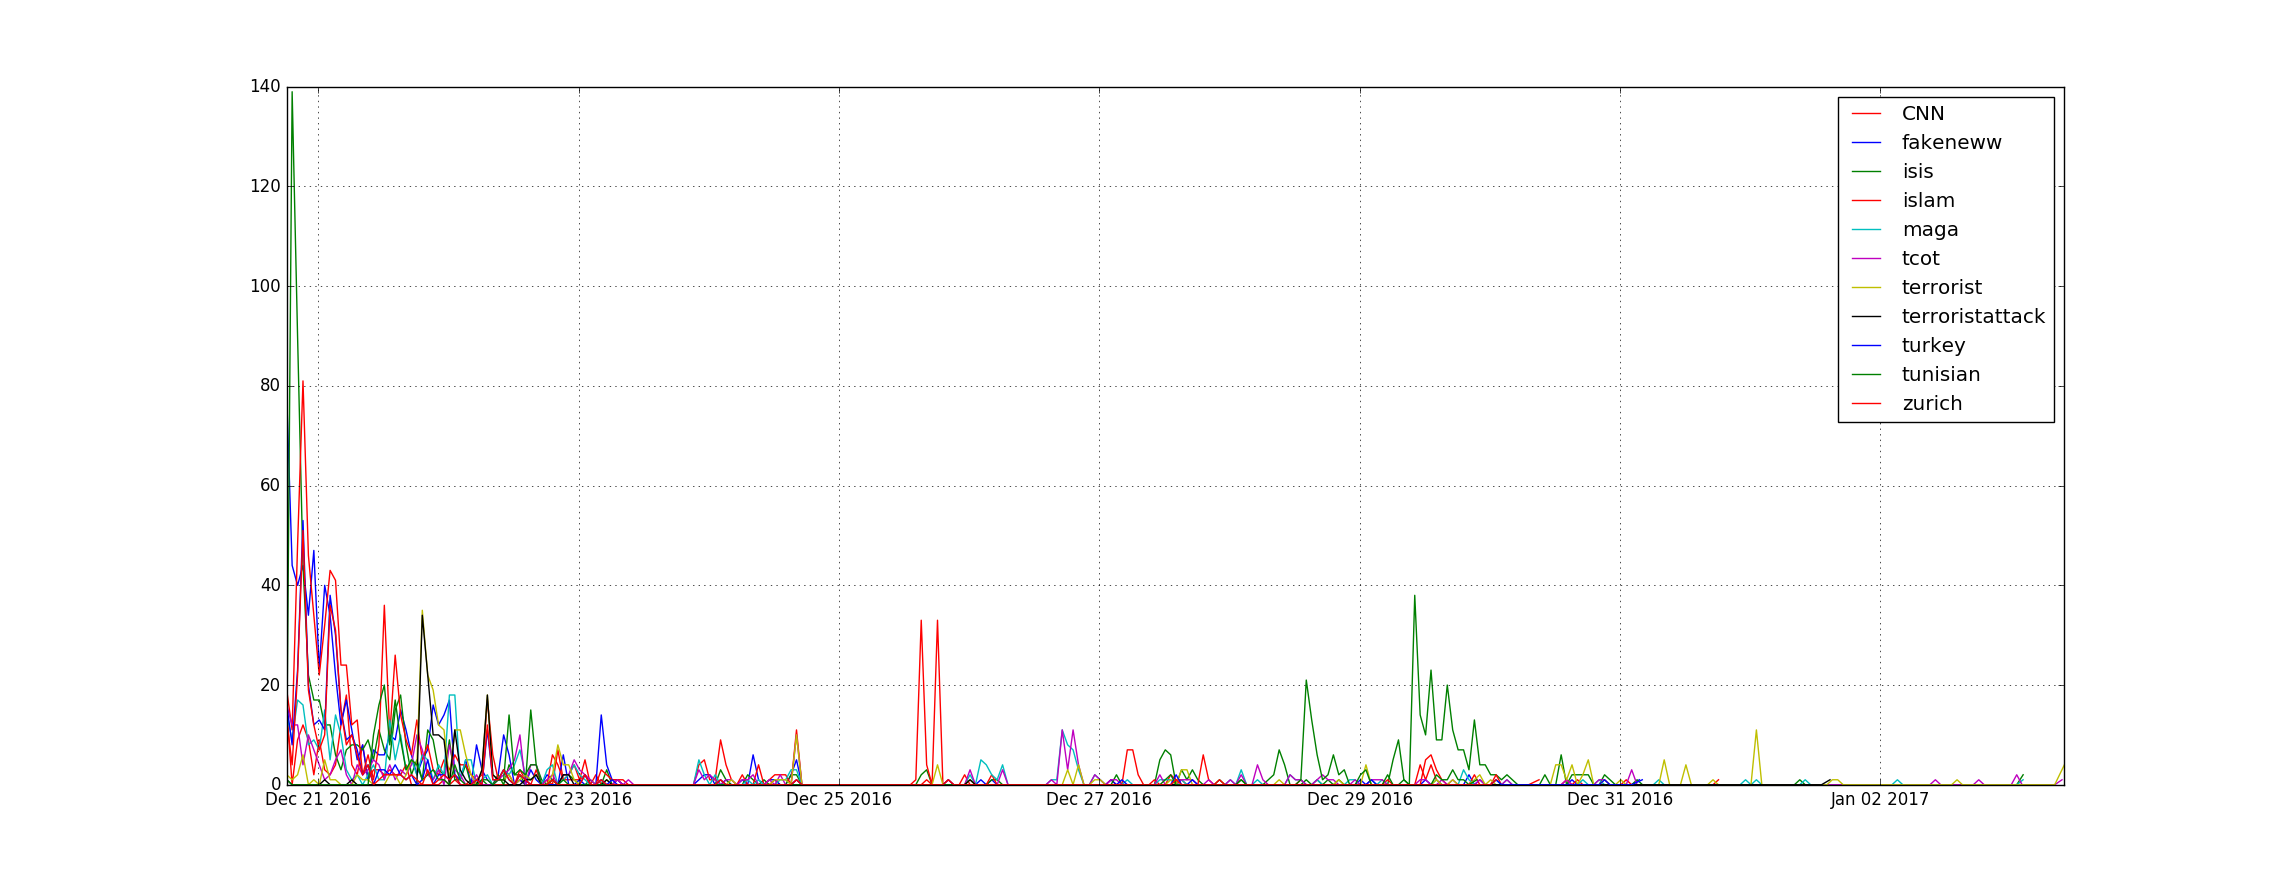 140
120
100
80
60
40
20
0
Dec 21 2016 Dec 23 2016 Dec 25 2016 Dec 27 2016 Dec 29 2016 Dec 31 2016 Jan 02 2017
CNN
fakeneww
isis
islam
maga
tcot
terrorist
terroristattack
turkey
tunisian
zurich